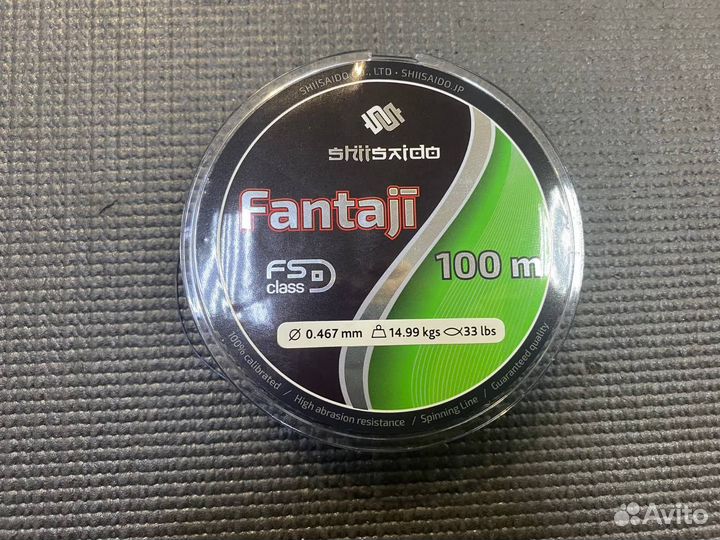 SHIISAIDO CO., LTD • SHIISAIDO.JP
SHIISAIDO
Fantajī
FS
class
100 m
Ø 0.467 mm 14.99 kgs 33 lbs
100% calibrated / High abrasion resistance / Spinning Line / Guaranteed quality
Avito